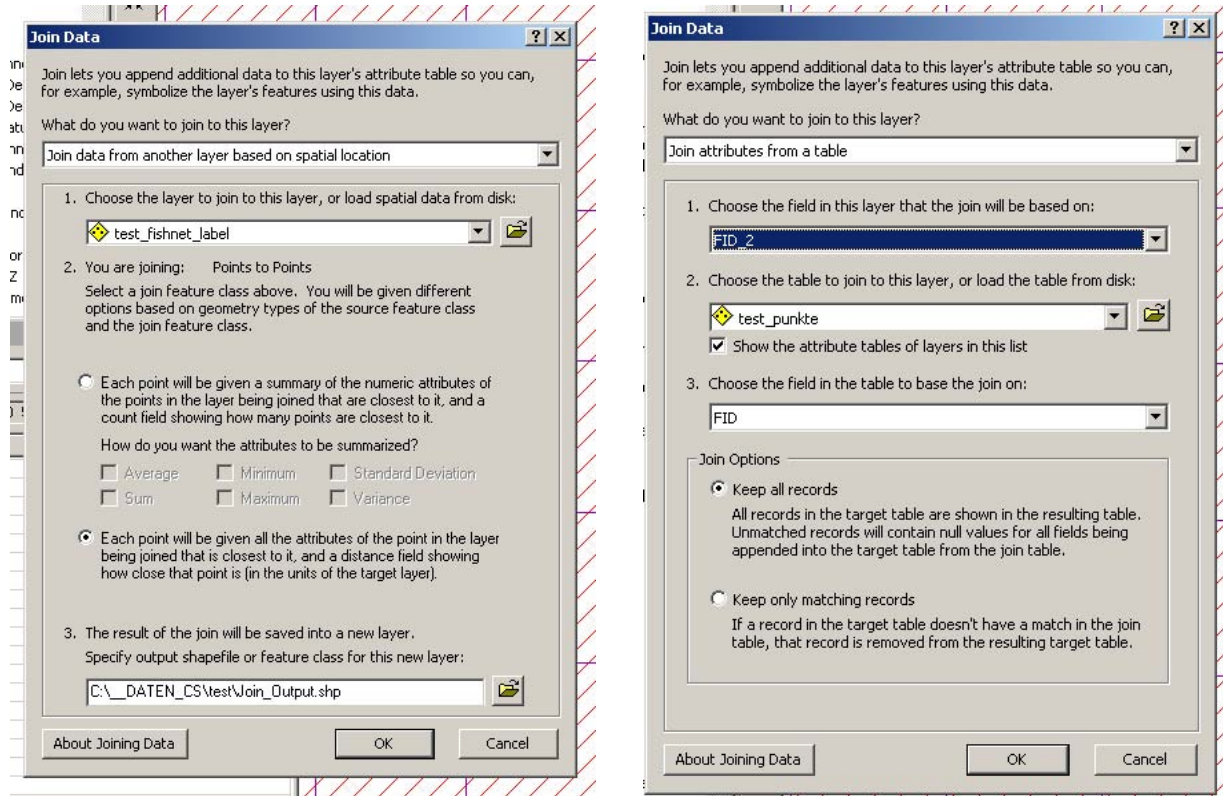 Join Data
Join lets you append additional data to this layer's attribute table so you can,
for example, symbolize the layer's features using this data.
What do you want to join to this layer?
Join data from another layer based on spatial location
1. Choose the layer to join to this layer, or load spatial data from disk:
test_fishnet_label
2. You are joining: Points to Points
Select a join feature class above. You will be given different
options based on geometry types of the source feature class
and the join feature class.
Each point will be given a summary of the numeric attributes of
the points in the layer being joined that are closest to it, and a
count field showing how many points are closest to it.
How do you want the attributes to be summarized?
Average Minimum Standard Deviation
Sum Maximum Variance
Each point will be given all the attributes of the point in the layer
being joined that is closest to it, and a distance field showing
how close that point is (in the units of the target layer).
3. The result of the join will be saved into a new layer.
Specify output shapefile or feature class for this new layer:
C:\__DATEN_CS\test\Join_Output.shp
About Joining Data OK Cancel
Join Data
Join lets you append additional data to this layer's attribute table so you can,
for example, symbolize the layer's features using this data.
What do you want to join to this layer?
Join attributes from a table
1. Choose the field in this layer that the join will be based on:
FID_2
2. Choose the table to join to this layer, or load the table from disk:
test_punkte
Show the attribute tables of layers in this list
3. Choose the field in the table to base the join on:
FID
Join Options
Keep all records
All records in the target table are shown in the resulting table.
Unmatched records will contain null values for all fields being
appended into the target table from the join table.
Keep only matching records
If a record in the target table doesn't have a match in the join
table, that record is removed from the resulting target table.
About Joining Data OK Cancel